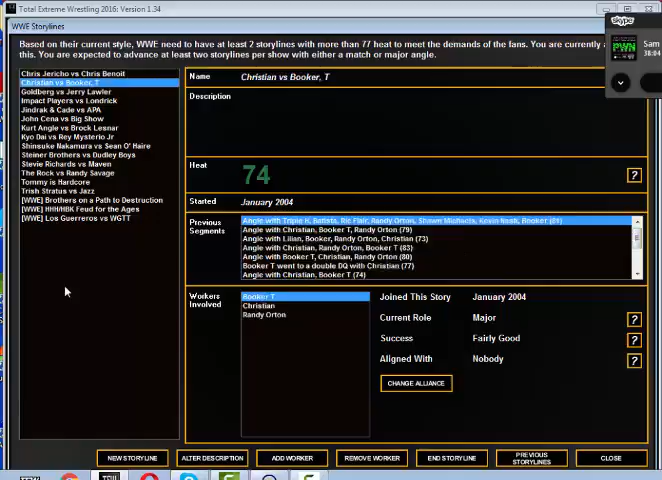 Total Extreme Wrestling 2016: Version 1.34
WWE Storylines
Based on their current style, WWE need to have at least 2 storylines with more than 77 heat to meet the demands of the fans. You are currently
this. You are expected to advance at least two storylines per show with either a match or major angle.
skype
PWN
Sam
38:04
Chris Jericho vs Chris Benoit
Christian vs Booker, T
Goldberg vs Jerry Lawler
Impact Players vs Londrick
Jindrak & Cade vs APA
John Cena vs Big Show
Kurt Angle vs Brock Lesnar
Kyo Dai vs Rey Mysterio Jr
Shinsuke Nakamura vs Sean O' Haire
Steiner Brothers vs Dudley Boys
Stevie Richards vs Maven
The Rock vs Randy Savage
Tommy is Hardcore
Trish Stratus vs Jazz
[WWE] Brothers on a Path to Destruction
[WWE] HHH/HBK Feud for the Ages
[WWE] Los Guerreros vs WGTT
Name
Christian vs Booker, T
Description
Heat
74
?
Started
January 2004
Previous
Segments
Angle with Triple H, Batista, Ric Flair, Randy Orton, Shawn Michaels, Kevin Nash, Booker
Angle with Christian, Booker T, Randy Orton (79)
Angle with Lilian, Booker, Randy Orton, Christian (73)
Angle with Christian, Randy Orton, Booker T (83)
Angle with Booker T, Christian, Randy Orton (80)
Booker T went to a double DQ with Christian (77)
Angle with Christian, Booker T (74)
Workers
Involved
Booker T
Christian
Randy Orton
Joined This Story
January 2004
Current Role
Major
?
Success
Fairly Good
?
Aligned With
Nobody
?
CHANGE ALLIANCE
NEW STORYLINE
ALTER DESCRIPTION
ADD WORKER
REMOVE WORKER
END STORYLINE
PREVIOUS
STORYLINES
CLOSE